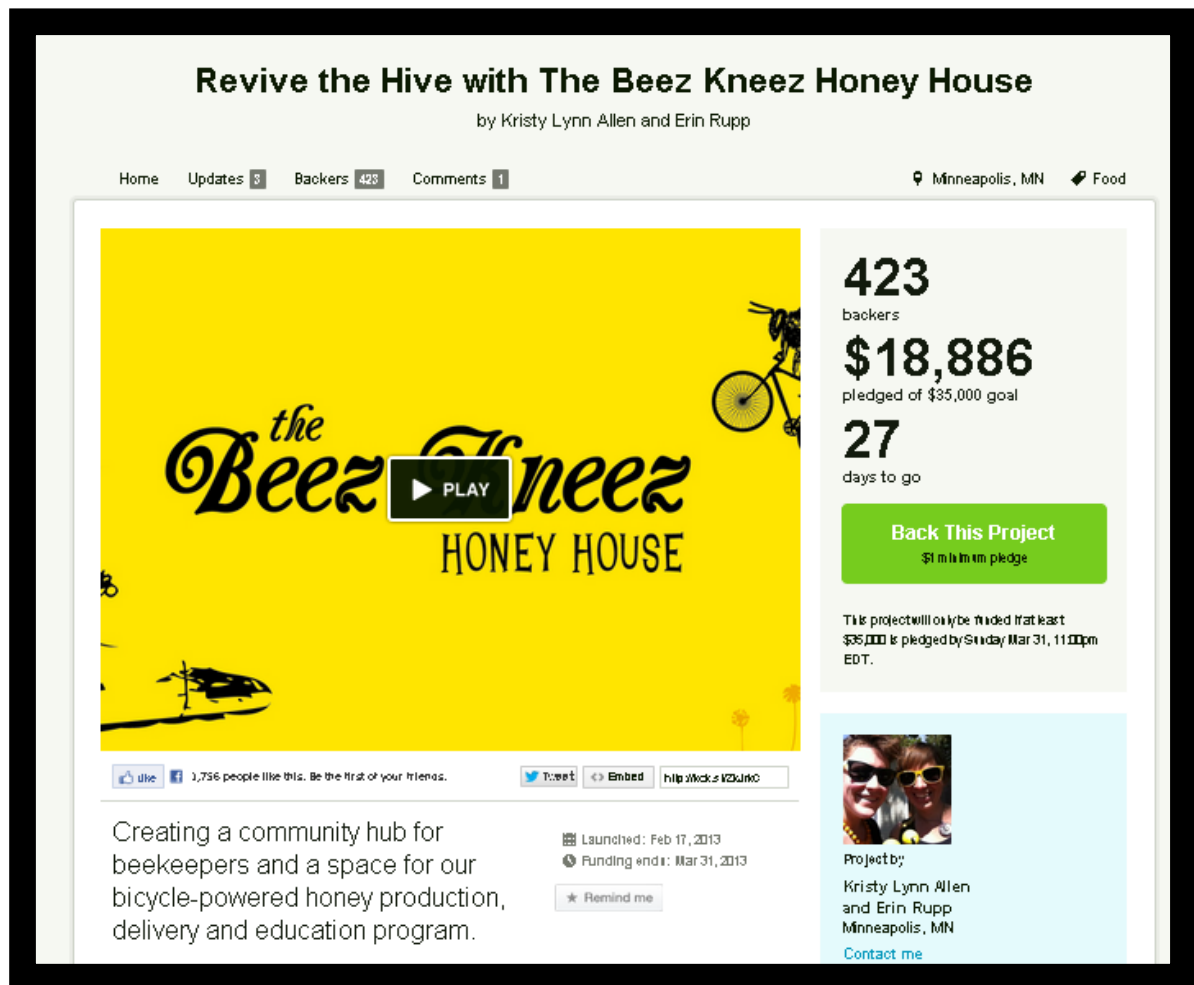 Revive the Hive with The Beez Kneez Honey House
by Kristy Lynn Allen and Erin Rupp
Home Updates 3 Backers 423 Comments 1 Minneapolis, MN Food
the
Beez Kneez
PLAY
HONEY HOUSE
423
backers
$18,886
pledged of $35,000 goal
27
days to go
Back This Project
$1 minimum pledge
This project will only be funded if at least
$35,000 is pledged by Sunday Mar 31, 11:00pm
EDT.
Like people like this. Be the first of your friends. Tweet Embed
Creating a community hub for
beekeepers and a space for our
bicycle-powered honey production,
delivery and education program.
Launched: Feb 17, 2013
Funding ends: Mar 31, 2013
Remind me
Project by
Kristy Lynn Allen
and Erin Rupp
Minneapolis, MN
Contact me